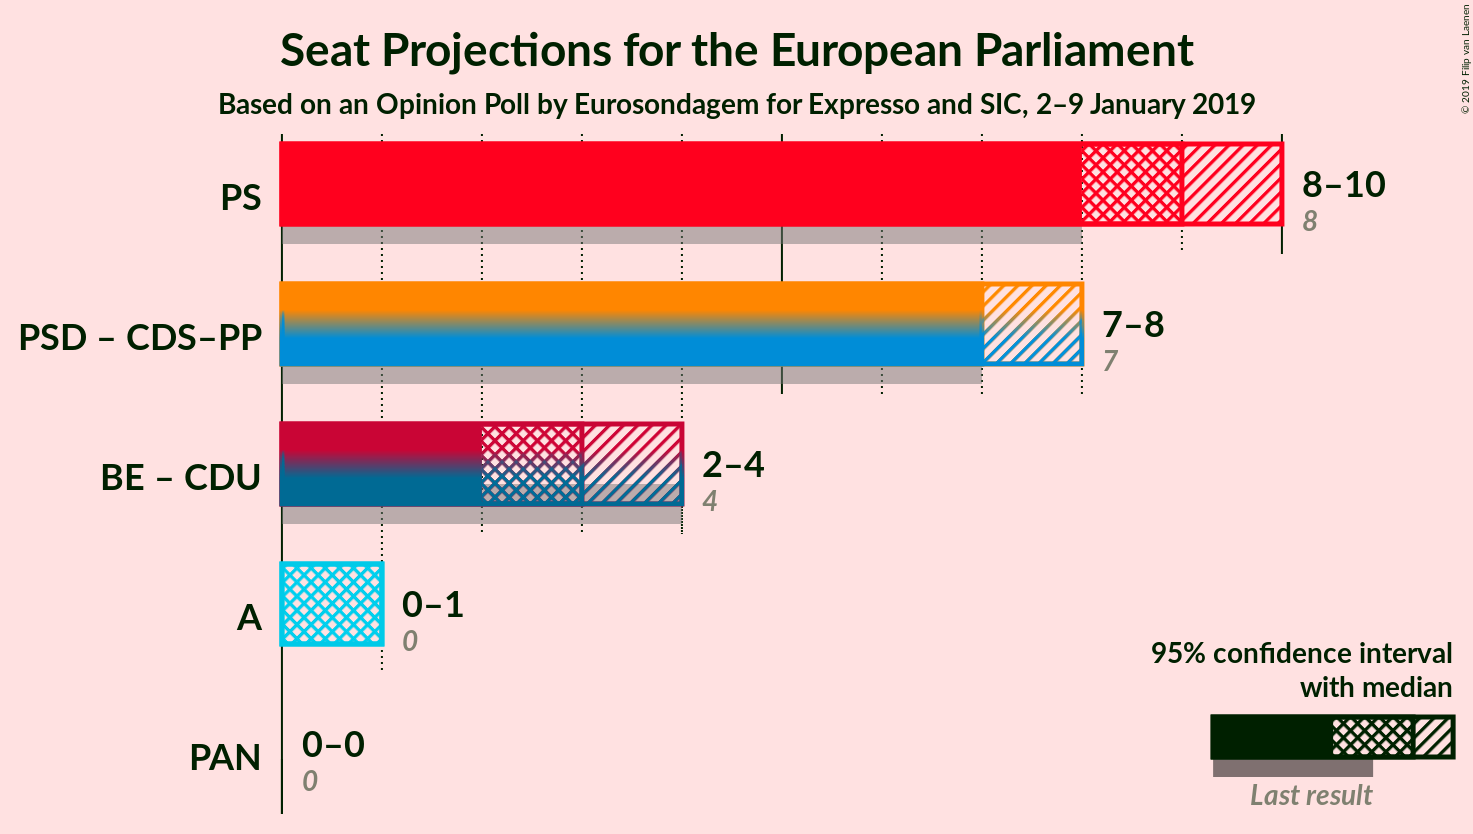 Seat Projections for the European Parliament
Based on an Opinion Poll by Eurosondagem for Expresso and SIC, 2–9 January 2019
© 2019 Filip van Laenen
PS
8–10
8
PSD – CDS–PP
7–8
7
BE – CDU
2–4
4
A
0–1
0
PAN
0–0
0
95% confidence interval
with median
Last result